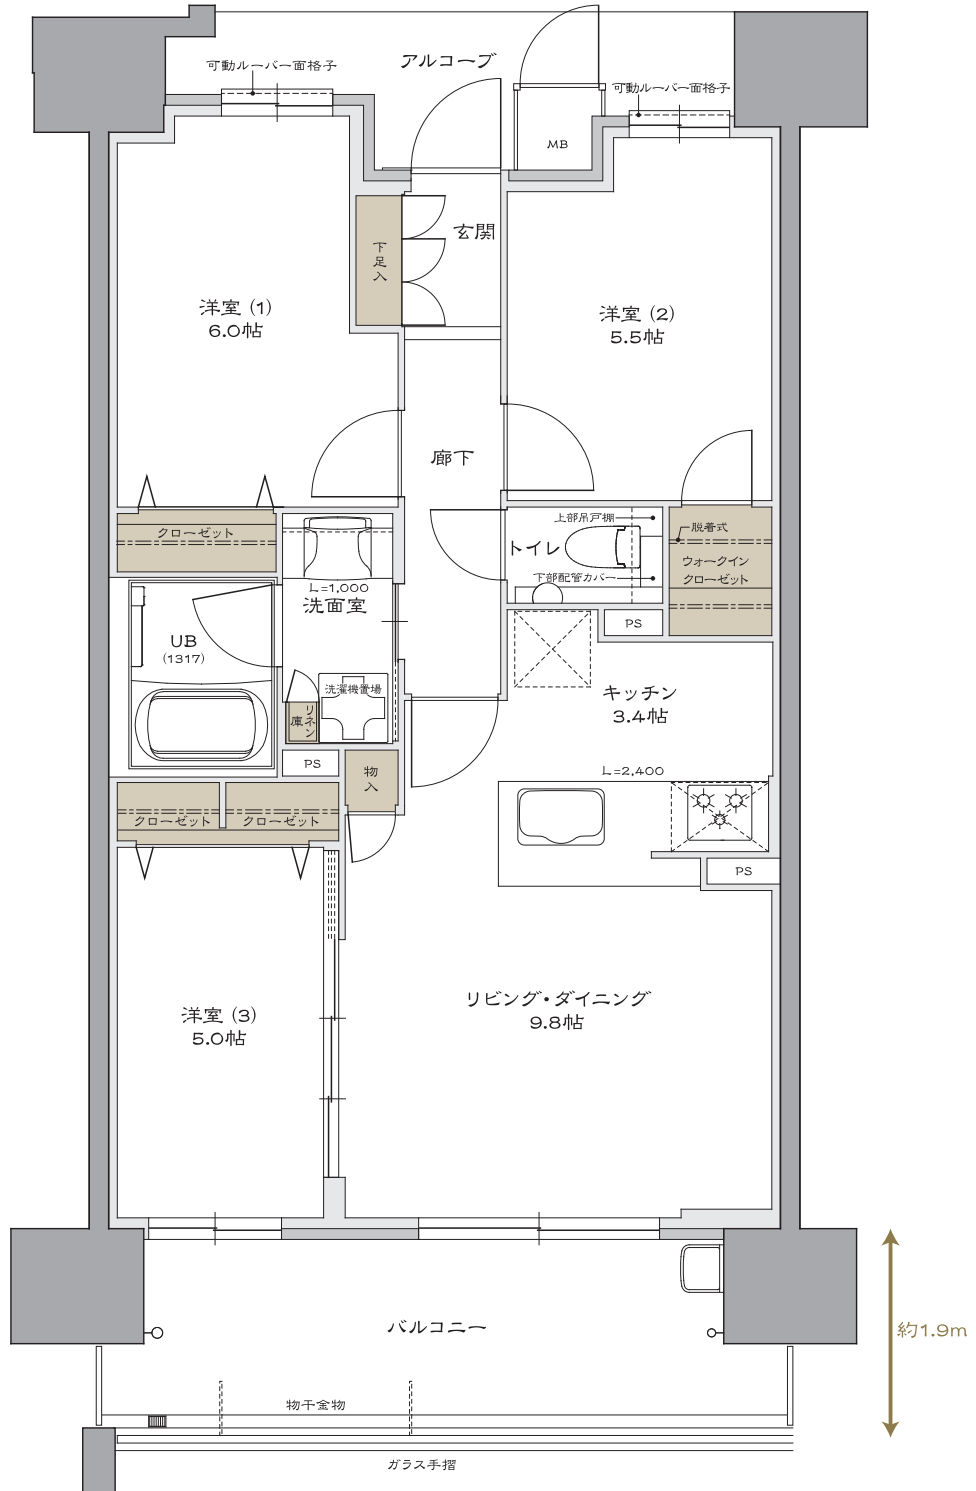 アルコーブ
可動ルーバー面格子
可動ルーバー面格子
MB
玄関
下足入
洋室 (1)
6.0帖
洋室 (2)
5.5帖
廊下
クローゼット
上部吊戸棚
トイレ
下部配管カバー
脱着式
ウォークイン
クローゼット
L=1,000
洗面室
PS
UB
(1317)
洗濯機置場
リネン
庫
キッチン
3.4帖
PS
物入
L=2,400
クローゼット
クローゼット
PS
リビング・ダイニング
9.8帖
洋室 (3)
5.0帖
バルコニー
約1.9m
物干金物
ガラス手摺